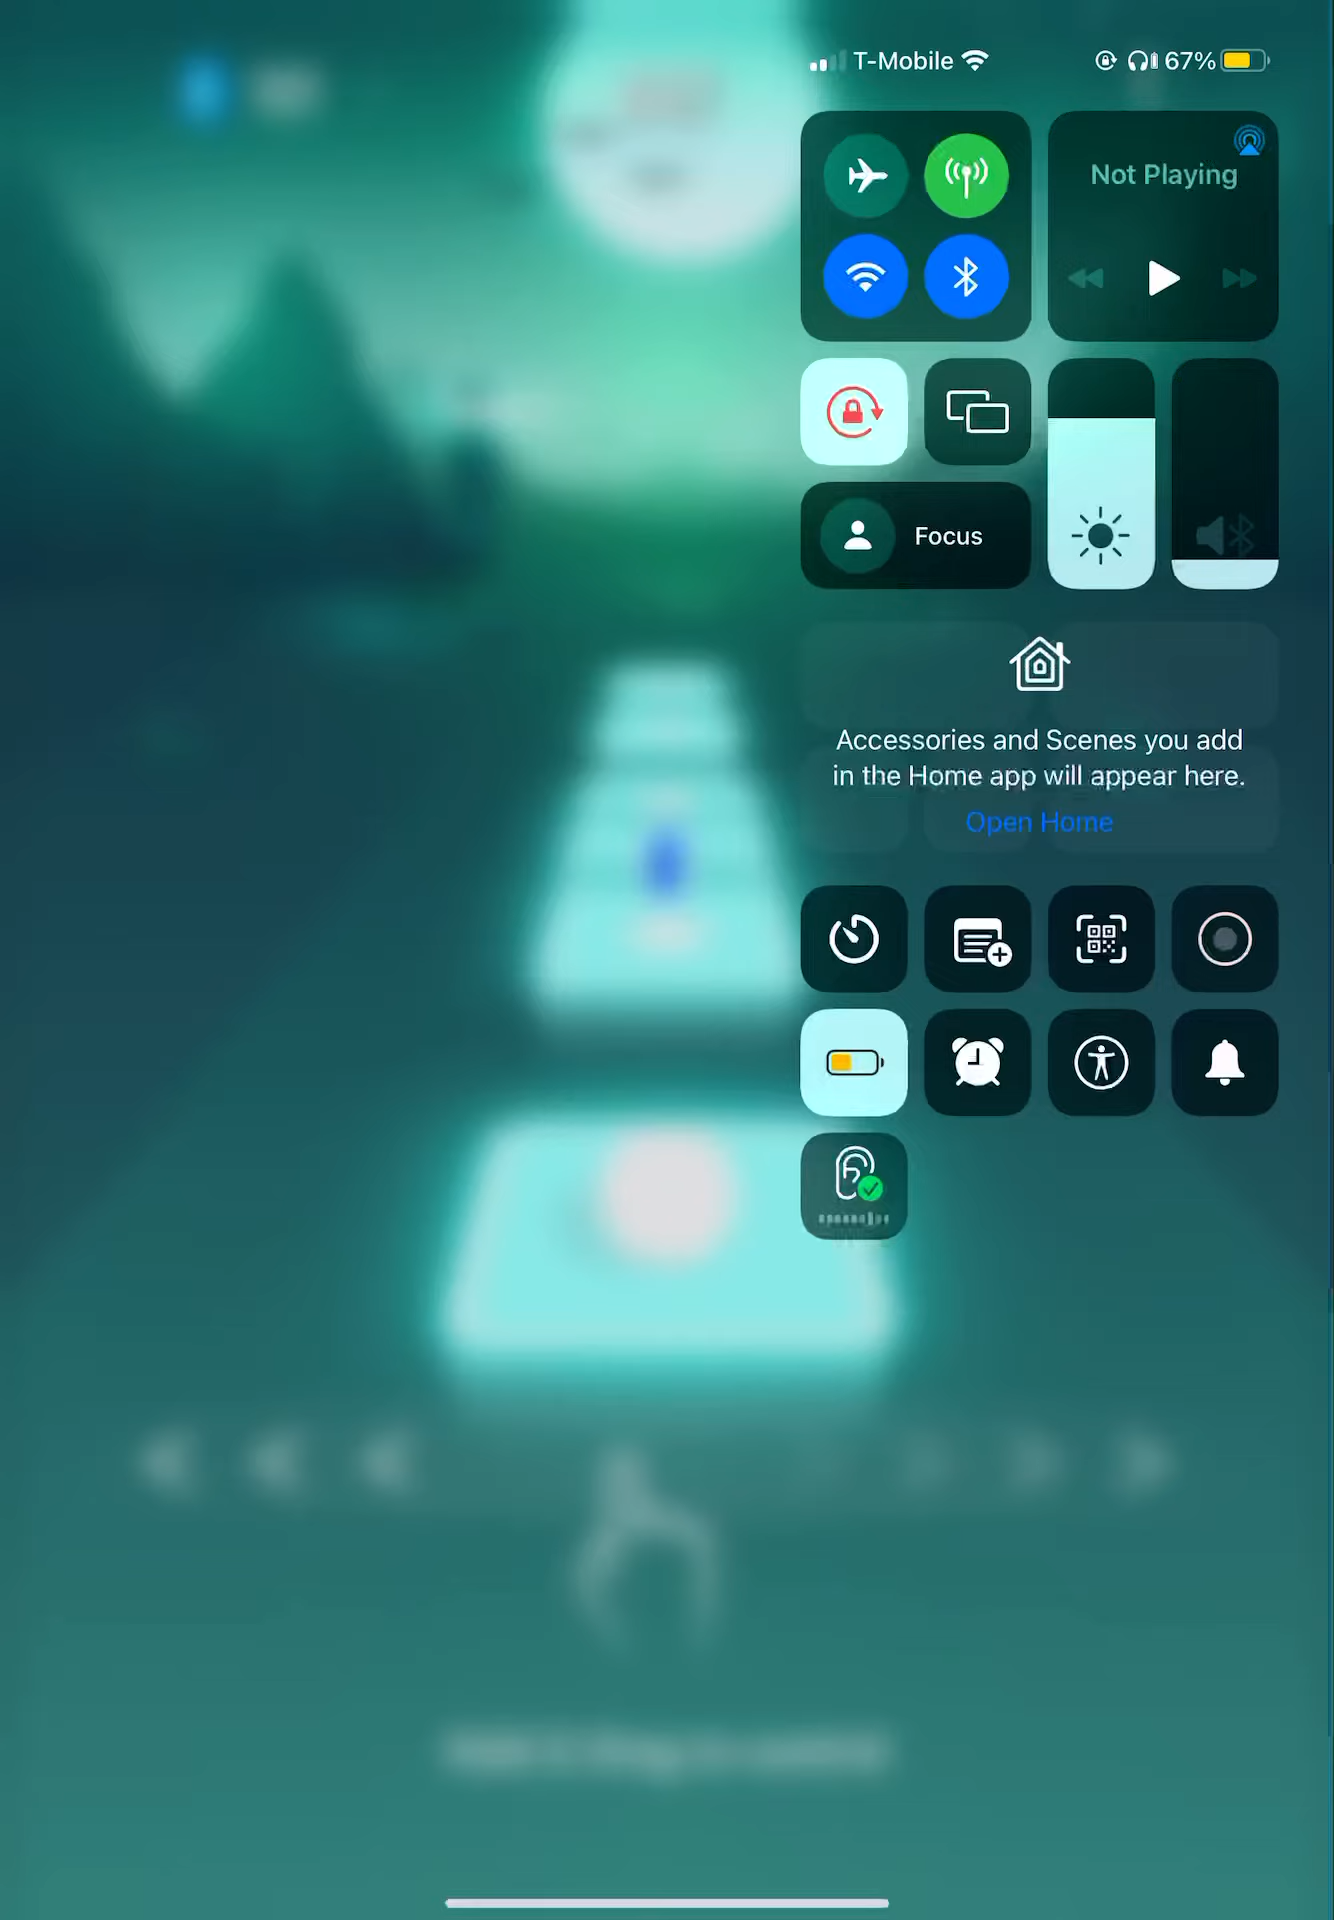 T-Mobile
67%
Not Playing
Focus
Accessories and Scenes you add
in the Home app will appear here.
Open Home